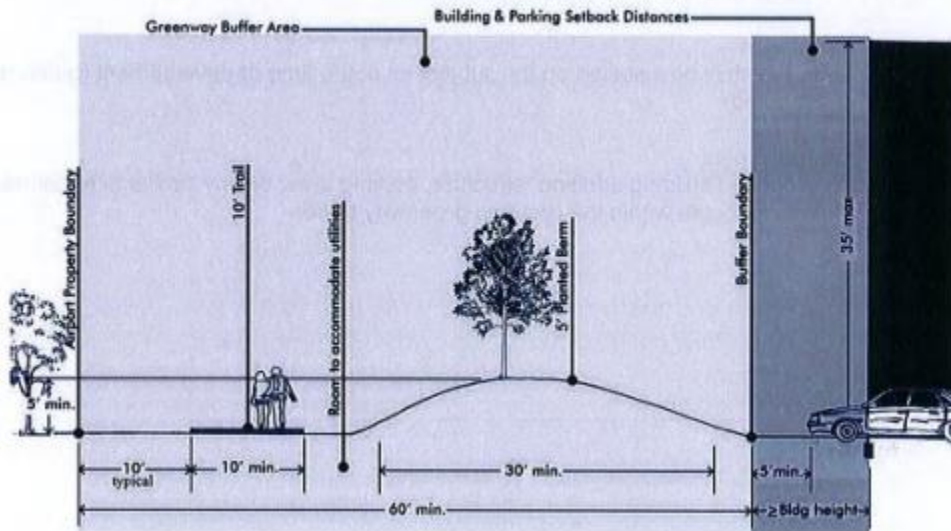 Building & Parking Setback Distances
Greenway Buffer Area
Airport Property Boundary
10' Trail
Room to accommodate utilities
5' Planted Berm
Buffer Boundary
35' max
5' min.
10'
typical
10' min.
30' min.
5' min.
60' min.
≥ Bldg height